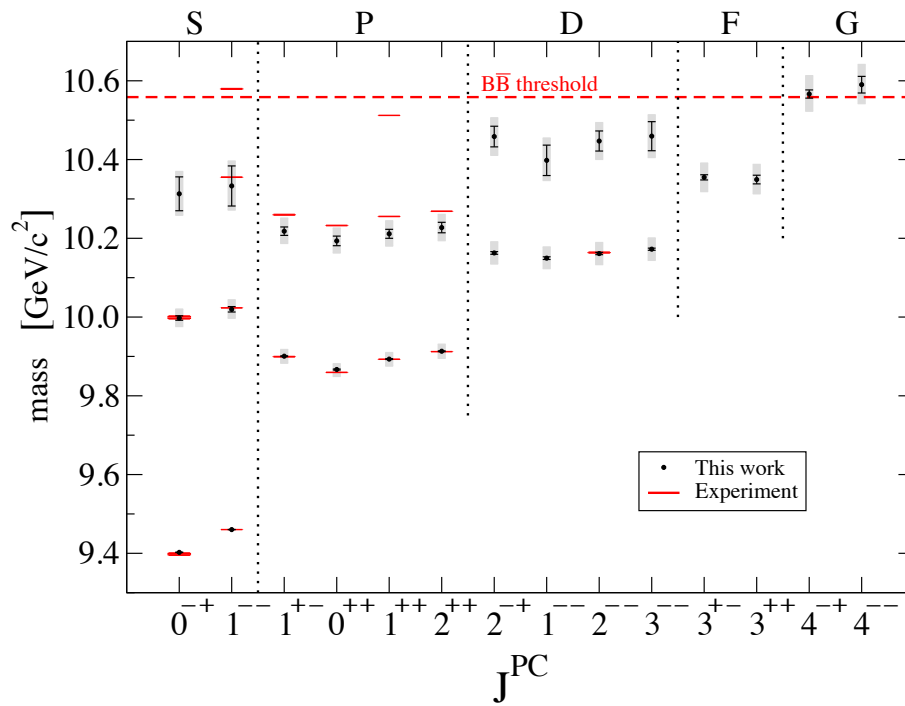 S P D F G
10.6
BB̅ threshold
10.4
10.2
10.0
9.8
9.6
9.4
mass [GeV/c²]
This work
Experiment
0⁻⁺ 1⁻⁻ 1⁺⁻ 0⁺⁺ 1⁺⁺ 2⁺⁺ 2⁻⁺ 1⁻⁻ 2⁻⁻ 3⁻⁻ 3⁺⁻ 3⁺⁺ 4⁻⁺ 4⁻⁻
Jᴾᶜ